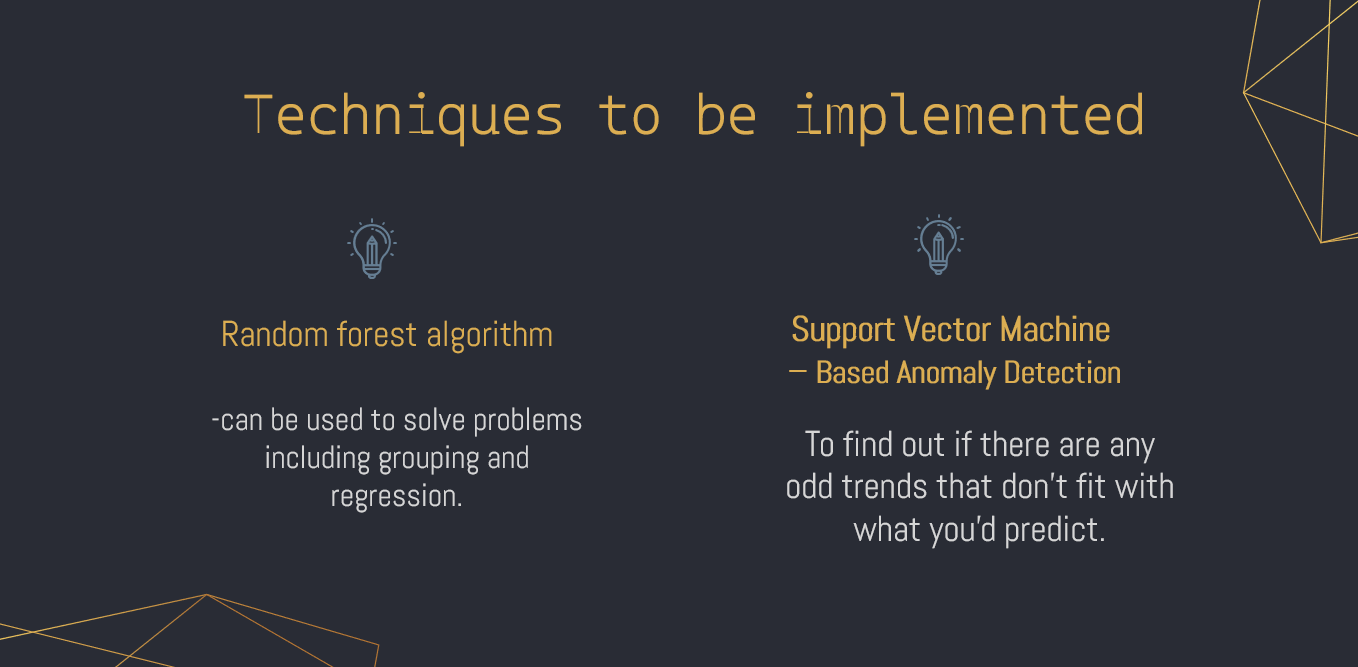 Techniques to be implemented
Random forest algorithm
-can be used to solve problems
including grouping and
regression.
Support Vector Machine
– Based Anomaly Detection
To find out if there are any
odd trends that don't fit with
what you'd predict.